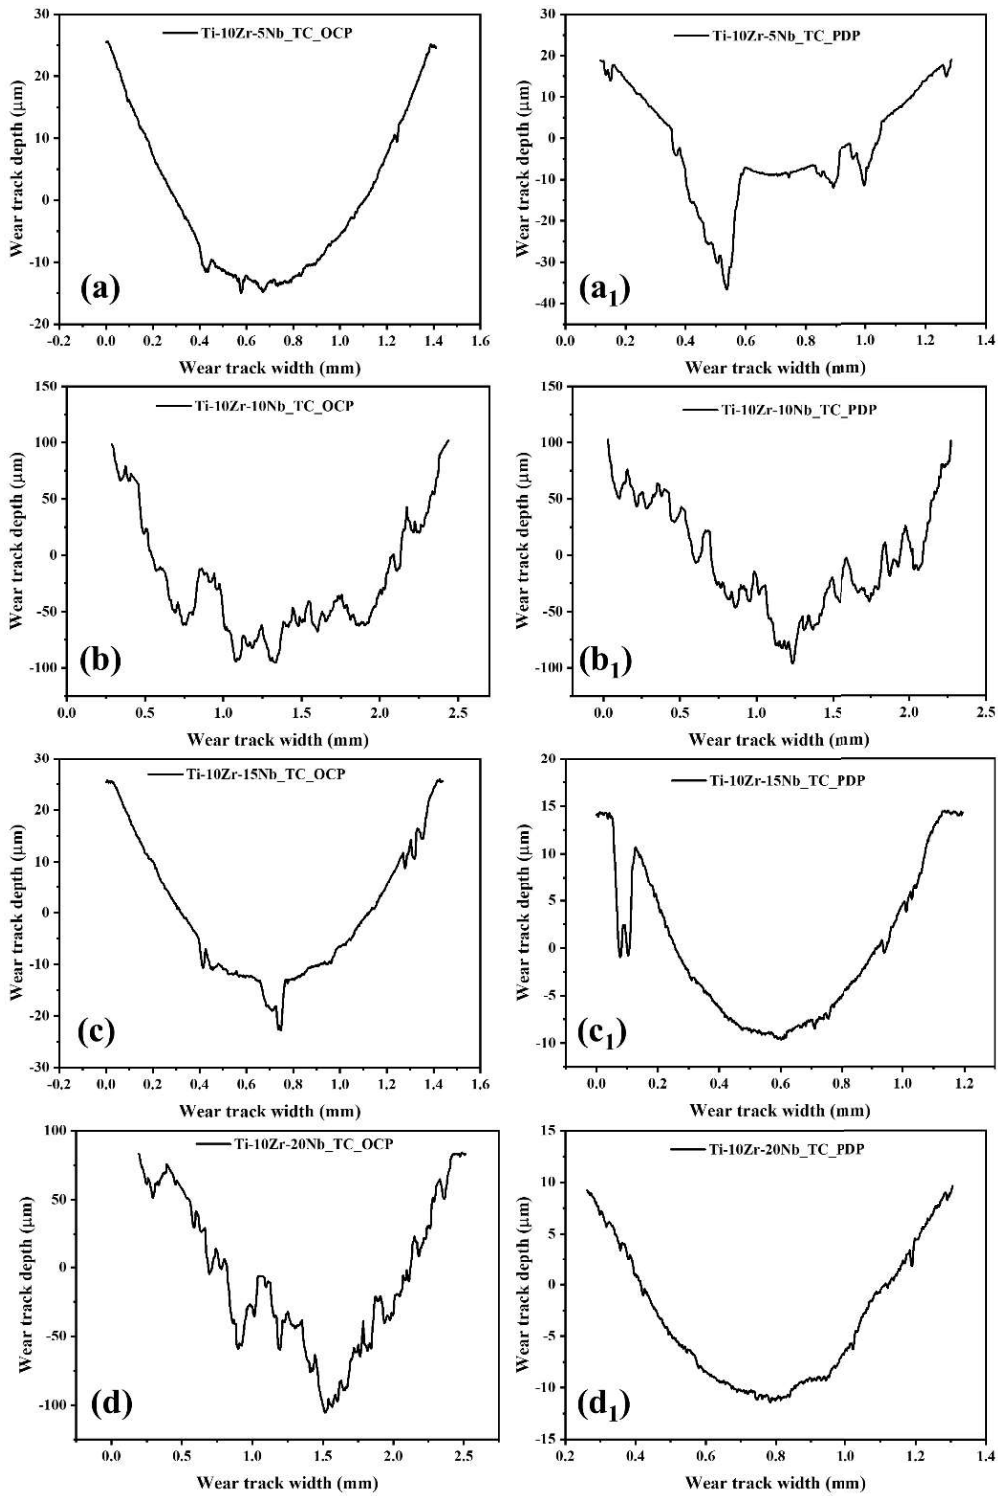 Ti-10Zr-5Nb_TC_OCP
Wear track depth (µm)
30
20
10
0
-10
-20
(a)
-0.2 0.0 0.2 0.4 0.6 0.8 1.0 1.2 1.4 1.6
Wear track width (mm)
Ti-10Zr-5Nb_TC_PDP
Wear track depth (µm)
30
20
10
0
-10
-20
-30
-40
(a1)
0.0 0.2 0.4 0.6 0.8 1.0 1.2 1.4
Wear track width (mm)
Ti-10Zr-10Nb_TC_OCP
Wear track depth (µm)
150
100
50
0
-50
-100
(b)
0.0 0.5 1.0 1.5 2.0 2.5
Wear track width (mm)
Ti-10Zr-10Nb_TC_PDP
Wear track depth (µm)
150
100
50
0
-50
-100
(b1)
0.0 0.5 1.0 1.5 2.0 2.5
Wear track width (mm)
Ti-10Zr-15Nb_TC_OCP
Wear track depth (µm)
30
20
10
0
-10
-20
-30
(c)
-0.2 0.0 0.2 0.4 0.6 0.8 1.0 1.2 1.4 1.6
Wear track width (mm)
Ti-10Zr-15Nb_TC_PDP
Wear track depth (µm)
20
15
10
5
0
-5
-10
(c1)
0.0 0.2 0.4 0.6 0.8 1.0 1.2
Wear track width (mm)
Ti-10Zr-20Nb_TC_OCP
Wear track depth (µm)
100
50
0
-50
-100
(d)
0.0 0.5 1.0 1.5 2.0 2.5
Wear track width (mm)
Ti-10Zr-20Nb_TC_PDP
Wear track depth (µm)
15
10
5
0
-5
-10
-15
(d1)
0.2 0.4 0.6 0.8 1.0 1.2 1.4
Wear track width (mm)